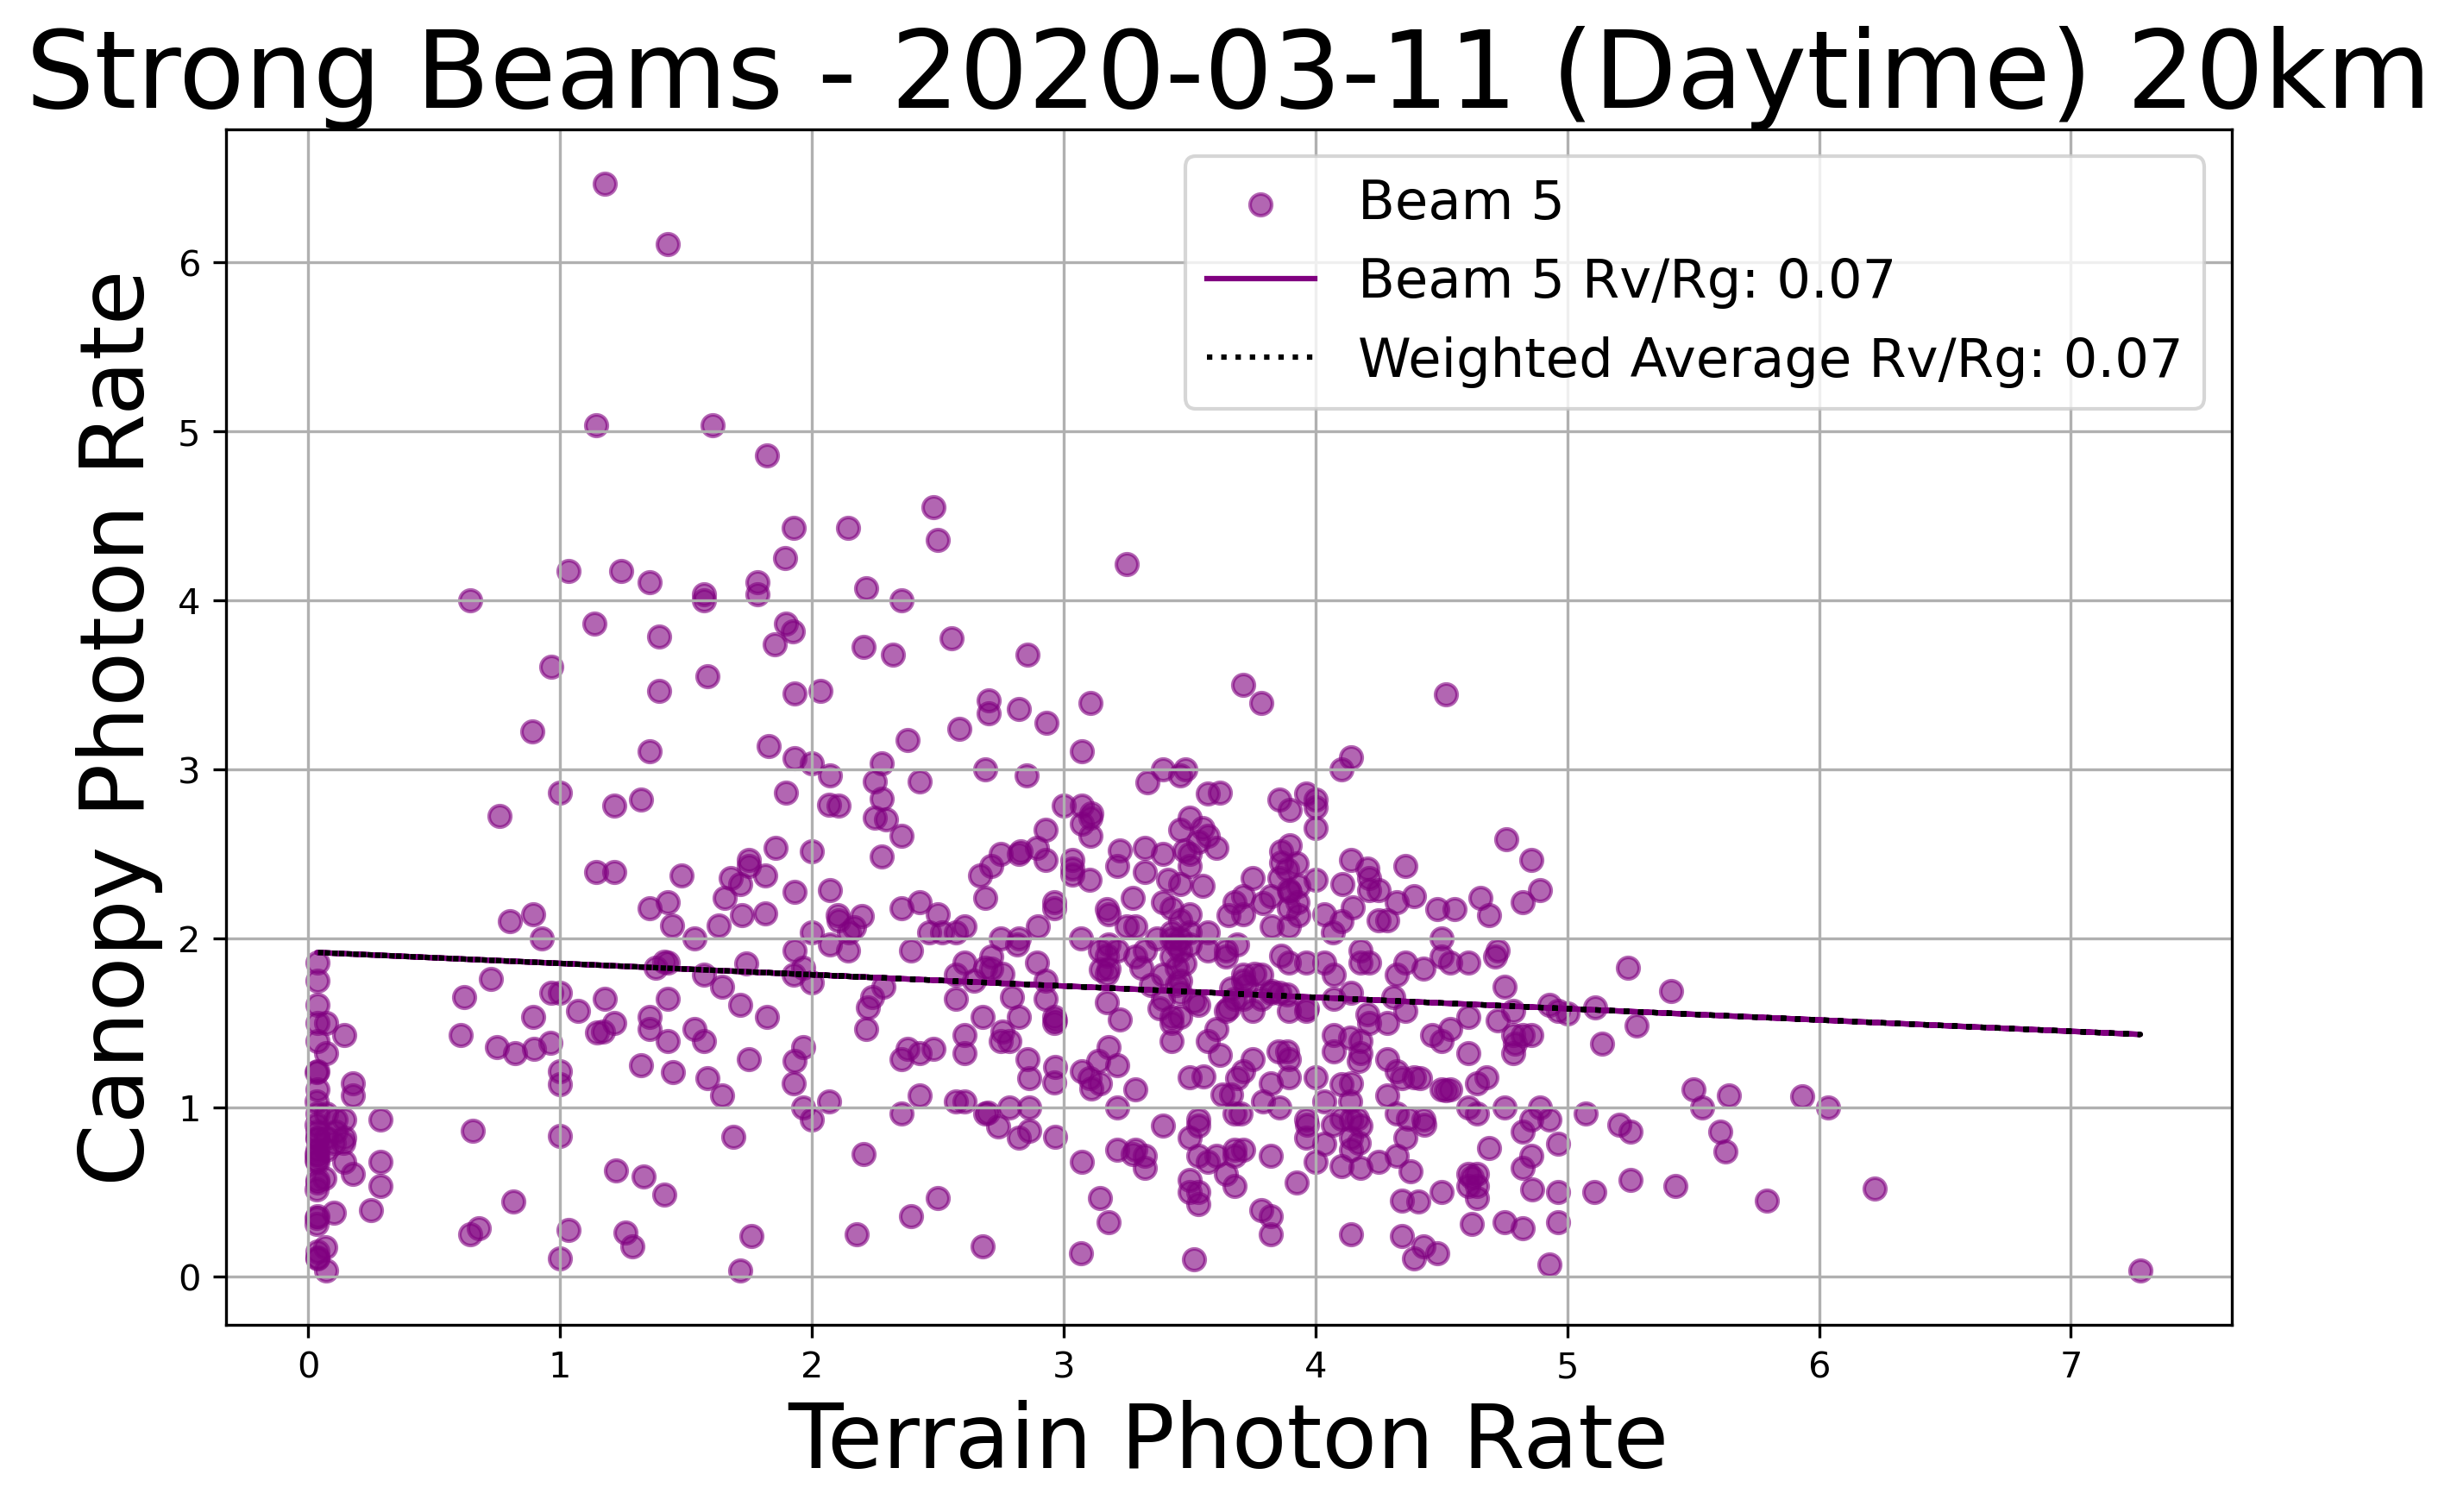 Strong Beams - 2020-03-11 (Daytime) 20km
Beam 5
Beam 5 Rv/Rg: 0.07
Weighted Average Rv/Rg: 0.07
Canopy Photon Rate
6
5
4
3
2
1
0
0 1 2 3 4 5 6 7
Terrain Photon Rate